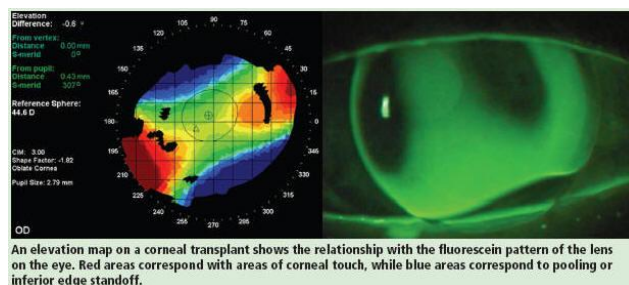 Elevation
Difference: -0.6 °
From vertex:
Distance 0.00 mm
S-merid 0°
From pupil:
Distance 0.43 mm
S-merid 307°
Reference Sphere:
44.6 D
CIM: 3.00
Shape Factor: -1.82
Oblate Cornea
Pupil Size: 2.79 mm
OD
120
105
90
75
60
135
45
150
30
165
15
180
0
195
345
210
330
225
315
240
255
270
285
300
An elevation map on a corneal transplant shows the relationship with the fluorescein pattern of the lens
on the eye. Red areas correspond with areas of corneal touch, while blue areas correspond to pooling or
inferior edge standoff.